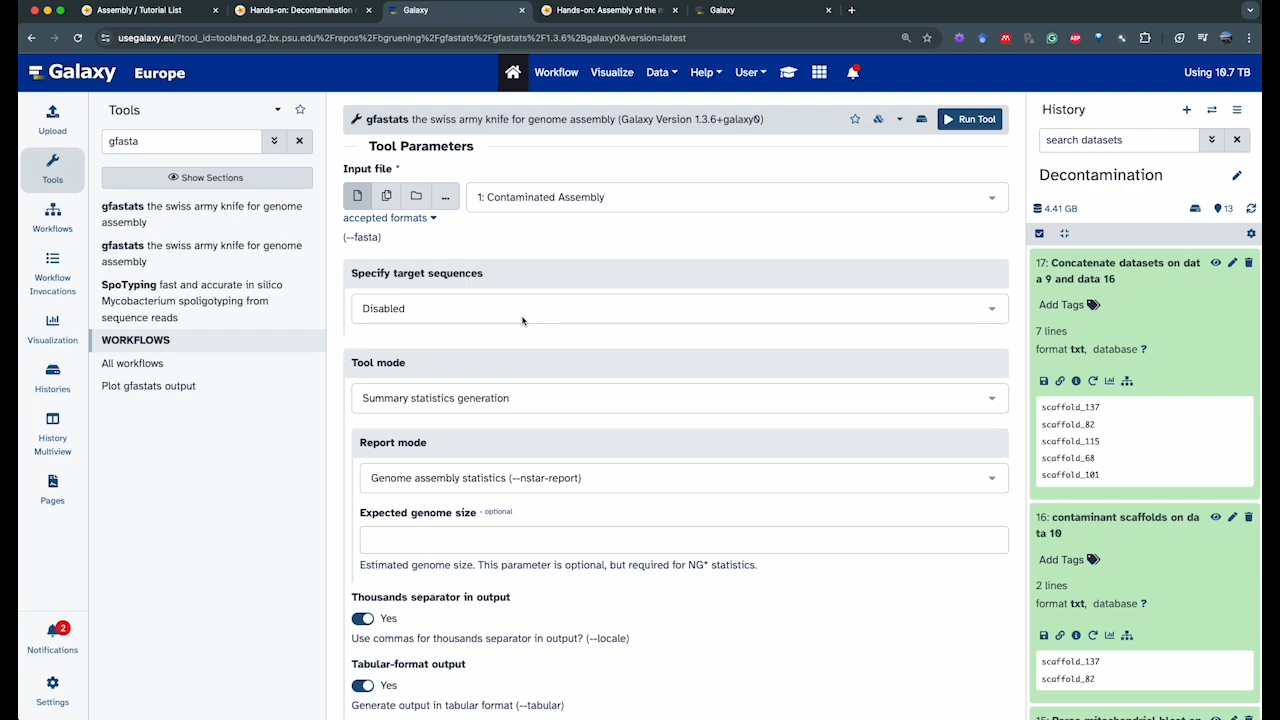 Assembly / Tutorial List
Hands-on: Decontamination
Galaxy
Hands-on: Assembly of the
Galaxy
usegalaxy.eu/?tool_id=toolshed.g2.bx.psu.edu%2Frepos%2Fbgruening%2Fgfastats%2Fgfastats%2F1.3.6%2Bgalaxy0&version=latest
Galaxy Europe
Workflow Visualize Data Help User
Using 10.7 TB
Upload
Tools
Workflows
Workflow
Invocations
Visualization
Histories
History
Multiview
Pages
Notifications
2
Settings
Tools
gfasta
Show Sections
gfastats the swiss army knife for genome
assembly
gfastats the swiss army knife for genome
assembly
SpoTyping fast and accurate in silico
Mycobacterium spoligotyping from
sequence reads
WORKFLOWS
All workflows
Plot gfastats output
gfastats the swiss army knife for genome assembly (Galaxy Version 1.3.6+galaxy0)
Run Tool
Tool Parameters
Input file *
1: Contaminated Assembly
accepted formats
(--fasta)
Specify target sequences
Disabled
Tool mode
Summary statistics generation
Report mode
Genome assembly statistics (--nstar-report)
Expected genome size - optional
Estimated genome size. This parameter is optional, but required for NG* statistics.
Thousands separator in output
Yes
Use commas for thousands separator in output? (--locale)
Tabular-format output
Yes
Generate output in tabular format (--tabular)
History
search datasets
Decontamination
4.41 GB
13
17: Concatenate datasets on dat
a 9 and data 16
Add Tags
7 lines
format txt, database ?
scaffold_137
scaffold_82
scaffold_115
scaffold_68
scaffold_101
16: contaminant scaffolds on da
ta 10
Add Tags
2 lines
format txt, database ?
scaffold_137
scaffold_82